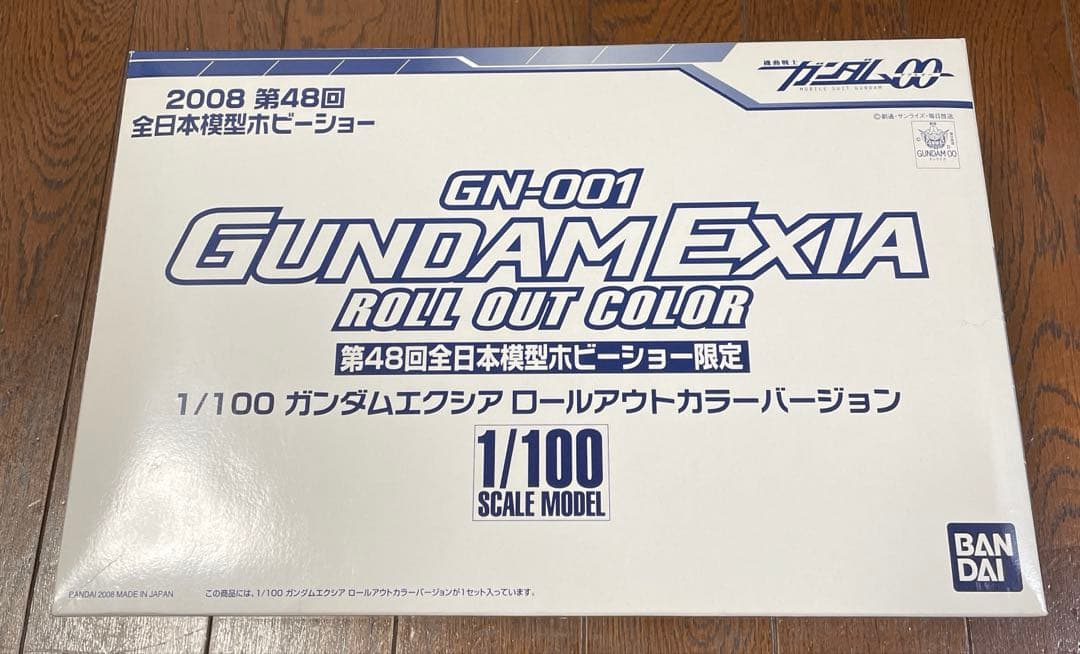 2008 第48回
全日本模型ホビーショー
機動戦士
ガンダム00
MOBILE SUIT GUNDAM
©創通・サンライズ・毎日放送
GUNDAM 00
GN-001
GUNDAM EXIA
ROLL OUT COLOR
第48回全日本模型ホビーショー限定
1/100 ガンダムエクシア ロールアウトカラーバージョン
1/100
SCALE MODEL
BAN
DAI
BANDAI 2008 MADE IN JAPAN
この商品には、1/100 ガンダムエクシア ロールアウトカラーバージョンが1セット入っています。